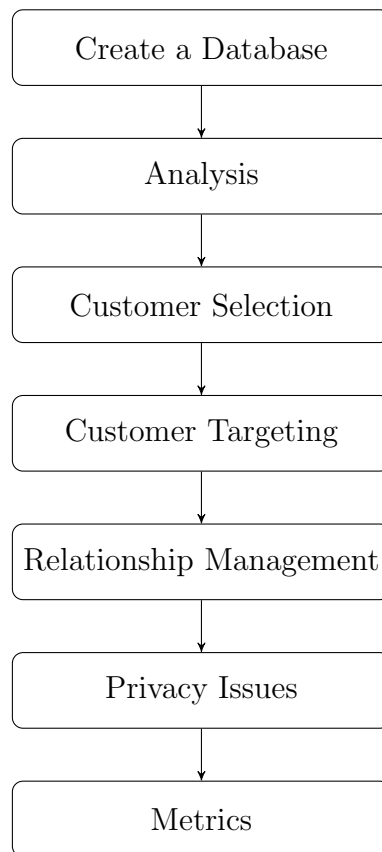 Create a Database
Analysis
Customer Selection
Customer Targeting
Relationship Management
Privacy Issues
Metrics